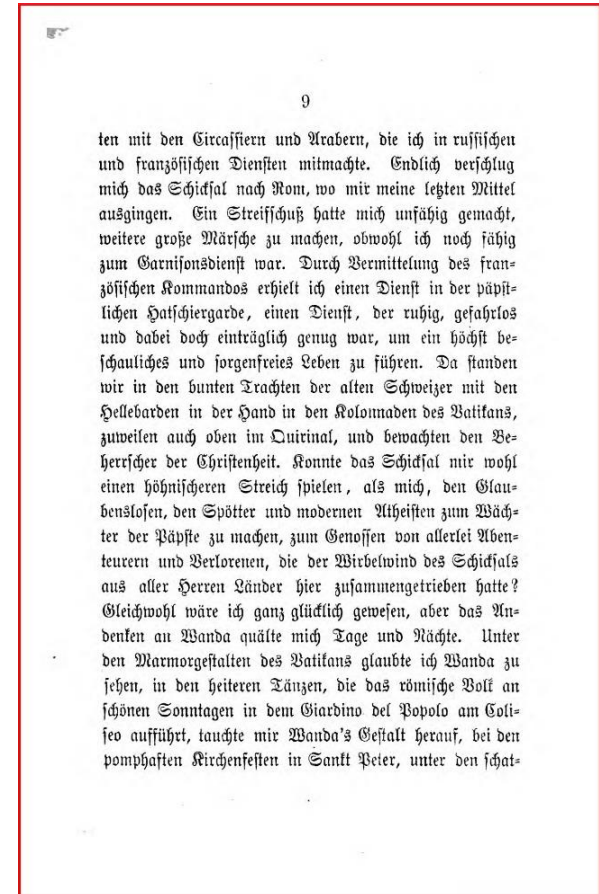 9
ten mit den Circassiern und Arabern, die ich in russischen
und französischen Diensten mitmachte. Endlich verschlug
mich das Schicksal nach Rom, wo mir meine letzten Mittel
ausgingen. Ein Streifschuß hatte mich unfähig gemacht,
weitere große Märsche zu machen, obwohl ich noch fähig
zum Garnisonsdienst war. Durch Vermittelung des fran-
zösischen Kommandos erhielt ich einen Dienst in der päpst-
lichen Hatschiergarde, einen Dienst, der ruhig, gefahrlos
und dabei doch einträglich genug war, um ein höchst be-
schauliches und sorgenfreies Leben zu führen. Da standen
wir in den bunten Trachten der alten Schweizer mit den
Hellebarden in der Hand in den Kolonnaden des Vatikans,
zuweilen auch oben im Quirinal, und bewachten den Be-
herrscher der Christenheit. Konnte das Schicksal mir wohl
einen höhnischeren Streich spielen, als mich, den Glau-
benslosen, den Spötter und modernen Atheisten zum Wäch-
ter der Päpste zu machen, zum Genossen von allerlei Aben-
teurern und Verlorenen, die der Wirbelwind des Schicksals
aus aller Herren Länder hier zusammengetrieben hatte?
Gleichwohl wäre ich ganz glücklich gewesen, aber das An-
denken an Wanda quälte mich Tage und Nächte. Unter
den Marmorgestalten des Vatikans glaubte ich Wanda zu
sehen, in den heiteren Tänzen, die das römische Volk an
schönen Sonntagen in dem Giardino del Popolo am Coli-
seo aufführt, tauchte mir Wanda's Gestalt herauf, bei den
pomphaften Kirchenfesten in Sankt Peter, unter den schat-